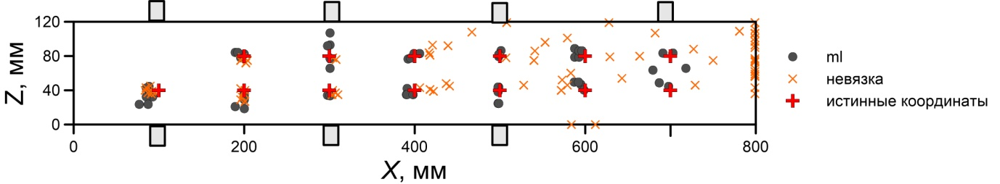 120
80
40
0
Z, мм
0
200
400
600
800
X, мм
ml
невязка
истинные координаты